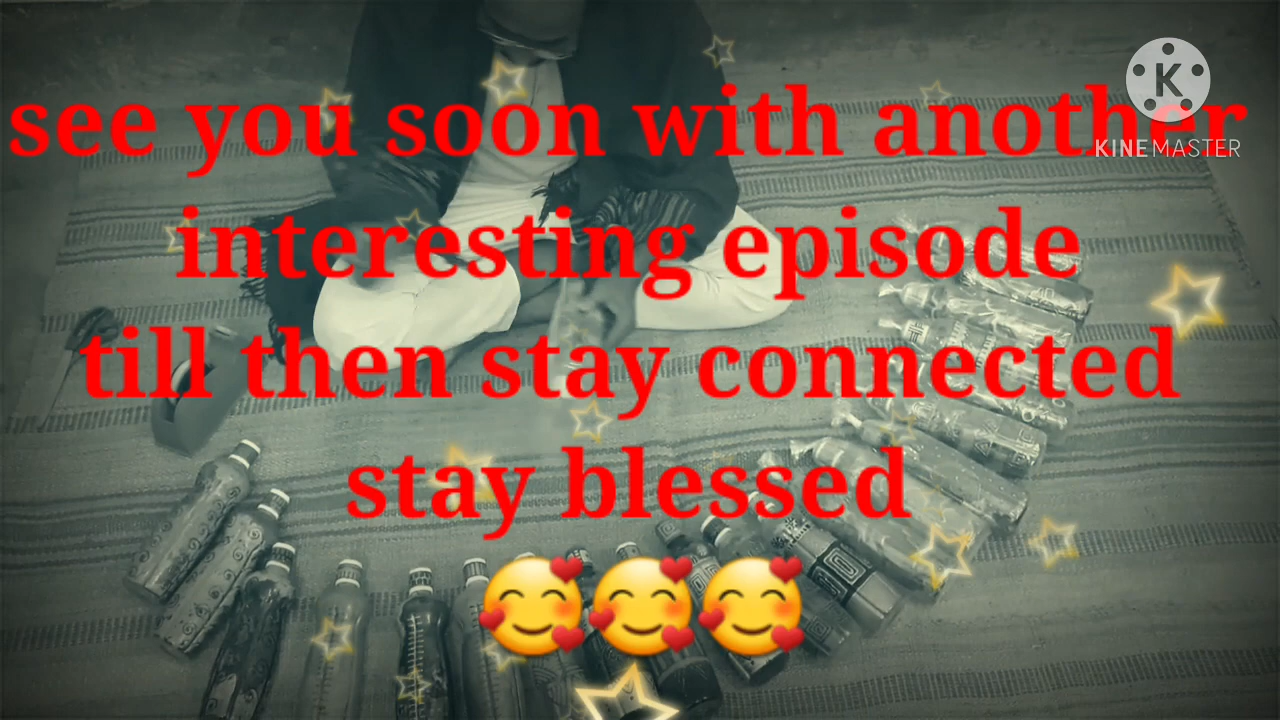 see you soon with another
interesting episode
till then stay connected
stay blessed
🥰🥰🥰
KINEMASTER